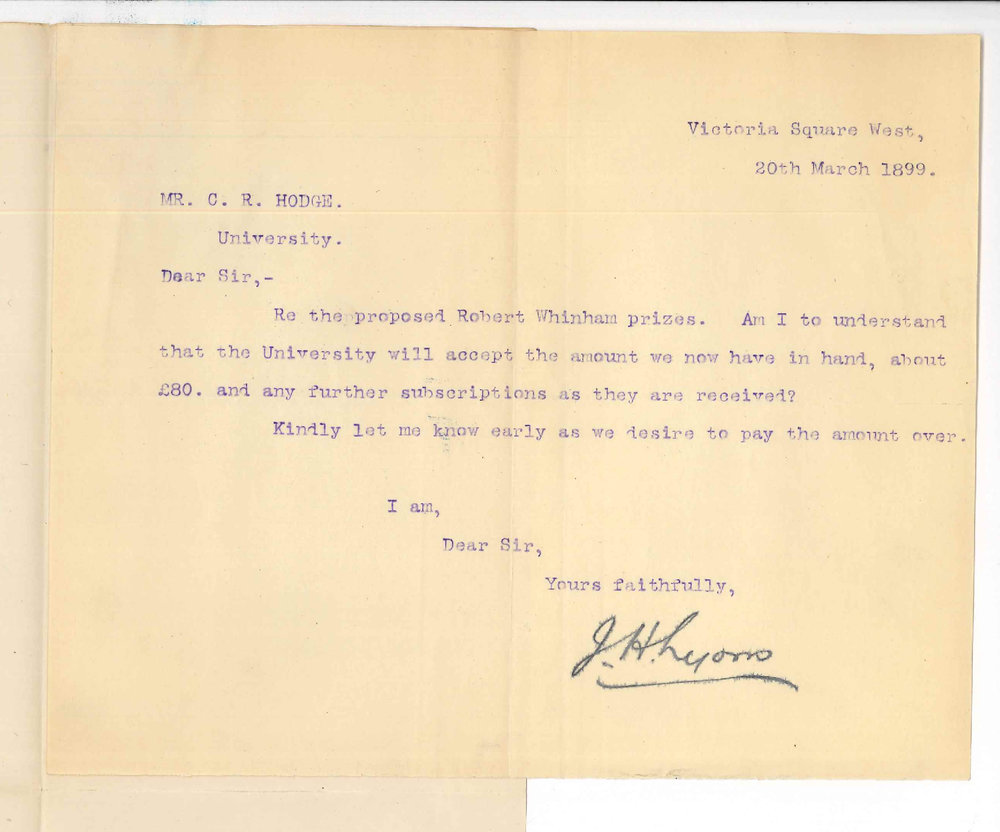 Victoria Square West,
20th March 1899.
MR. C. R. HODGE.
University.
Dear Sir,-
Re the proposed Robert Whinham prizes. Am I to understand
that the University will accept the amount we now have in hand, about
£80. and any further subscriptions as they are received?
Kindly let me know early as we desire to pay the amount over.
I am,
Dear Sir,
Yours faithfully,
J. H. Lyons